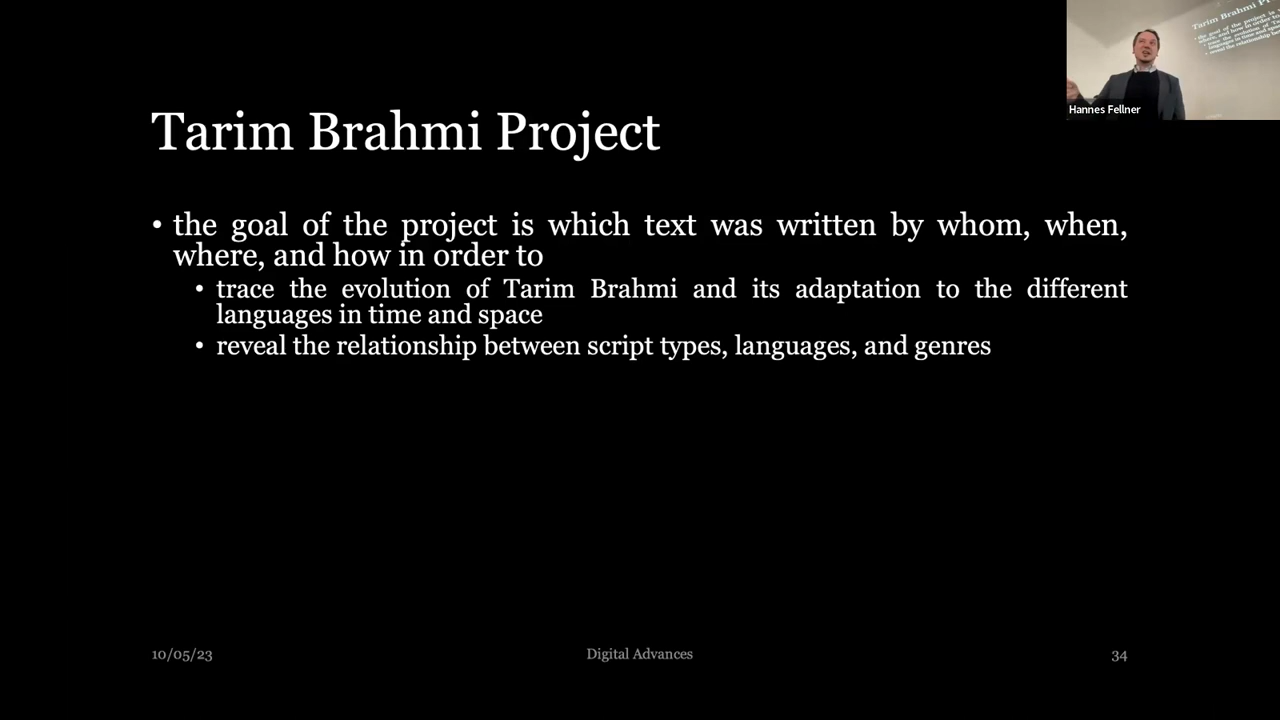 Hannes Fellner
Tarim Brahmi Project
• the goal of the project is which text was written by whom, when,
where, and how in order to
• trace the evolution of Tarim Brahmi and its adaptation to the different
languages in time and space
• reveal the relationship between script types, languages, and genres
10/05/23
Digital Advances
34